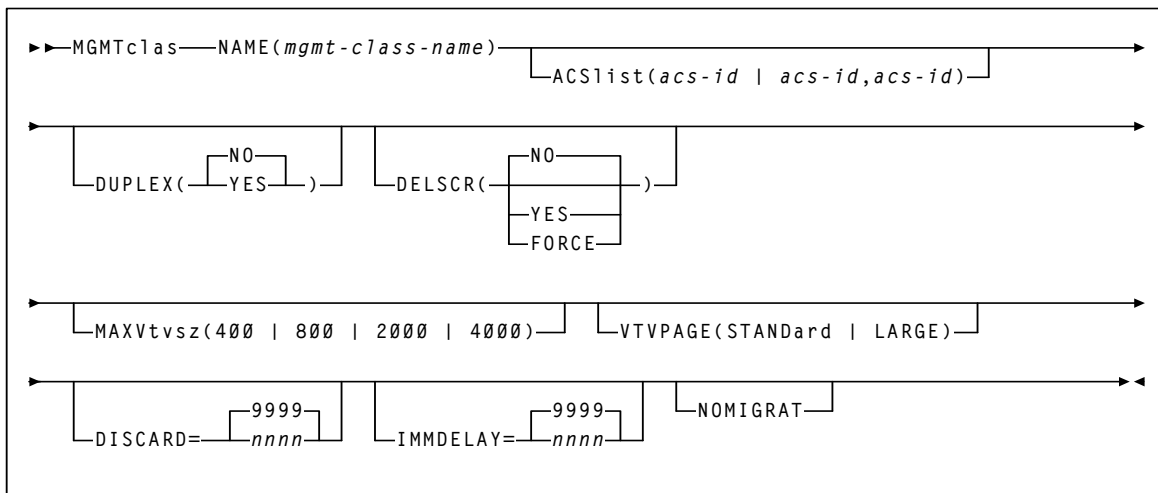 MGMTclas NAME(mgmt-class-name)
ACSlist(acs-id | acs-id,acs-id)
NO NO
DUPLEX( YES ) DELSCR( )
YES
FORCE
MAXVtvsz(400 | 800 | 2000 | 4000) VTVPAGE(STANDard | LARGE)
9999 9999 NOMIGRAT
DISCARD= nnnn IMMDELAY= nnnn